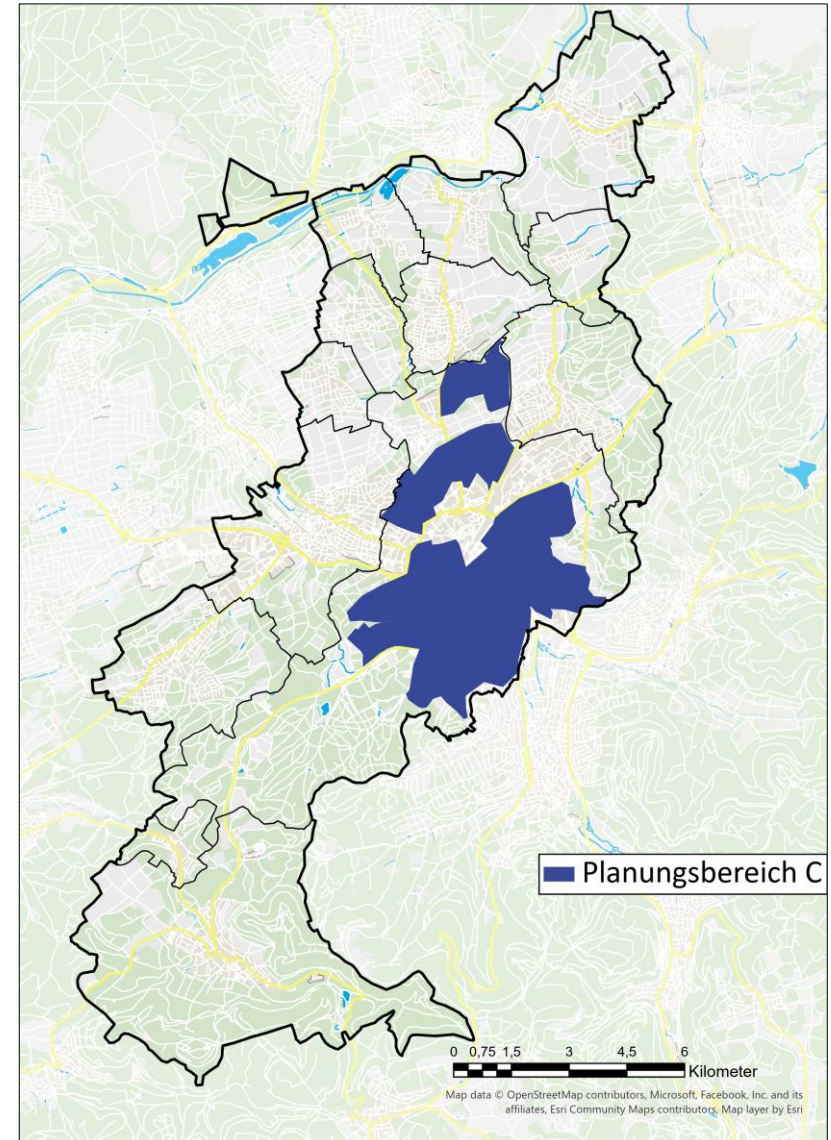 Planungsbereich C
0 0,75 1,5 3 4,5 6
Kilometer
Map data © OpenStreetMap contributors, Microsoft, Facebook, Inc. and its
affiliates, Esri Community Maps contributors, Map layer by Esri